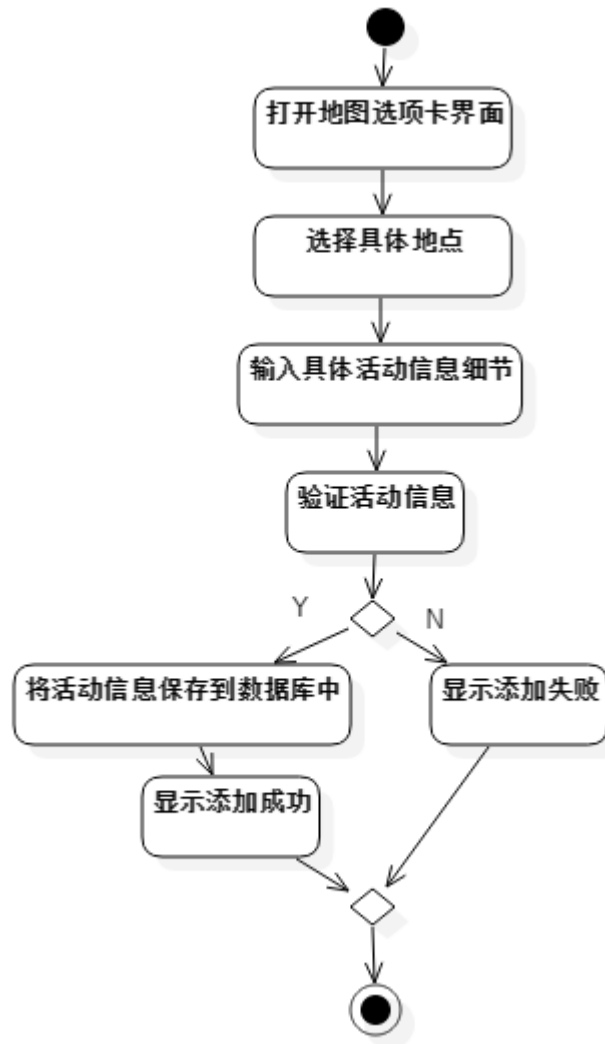 打开地图选项卡界面
选择具体地点
输入具体活动信息细节
验证活动信息
Y
N
将活动信息保存到数据库中
显示添加失败
显示添加成功